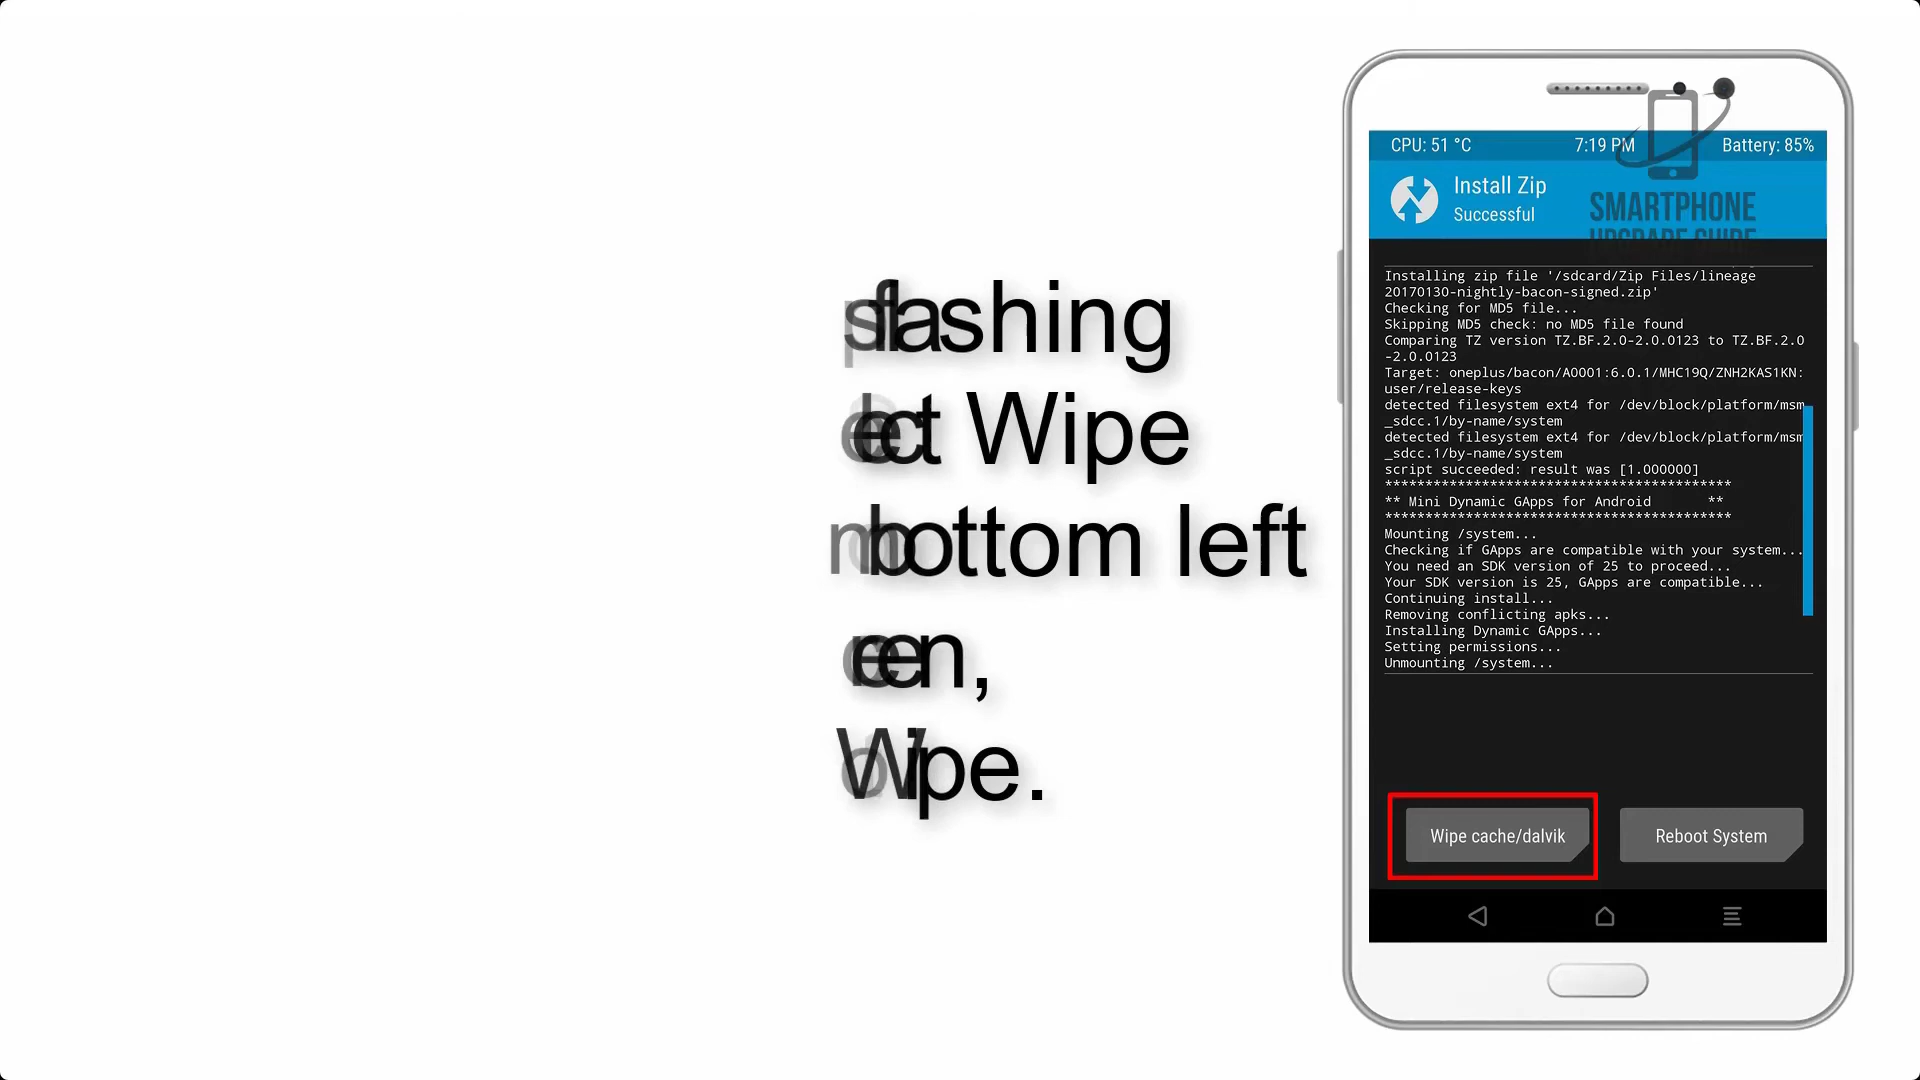 flashing
Wipe
bottom left
Wipe.
CPU: 51 °C
7:19 PM
Battery: 85%
Install Zip
Successful
SMARTPHONE
UPGRADE GUIDE
Installing zip file '/sdcard/Zip Files/lineage
20170130-nightly-bacon-signed.zip'
Checking for MD5 file...
Skipping MD5 check: no MD5 file found
Comparing TZ version TZ.BF.2.0-2.0.0123 to TZ.BF.2.0
-2.0.0123
Target: oneplus/bacon/A0001:6.0.1/MHC19Q/ZNH2KAS1KN:
user/release-keys
detected filesystem ext4 for /dev/block/platform/msm
_sdcc.1/by-name/system
detected filesystem ext4 for /dev/block/platform/msm
_sdcc.1/by-name/system
script succeeded: result was [1.000000]
*******************************************
** Mini Dynamic GApps for Android       **
*******************************************
Mounting /system...
Checking if GApps are compatible with your system...
You need an SDK version of 25 to proceed...
Your SDK version is 25, GApps are compatible...
Continuing install...
Removing conflicting apks...
Installing Dynamic GApps...
Setting permissions...
Unmounting /system...
Wipe cache/dalvik
Reboot System